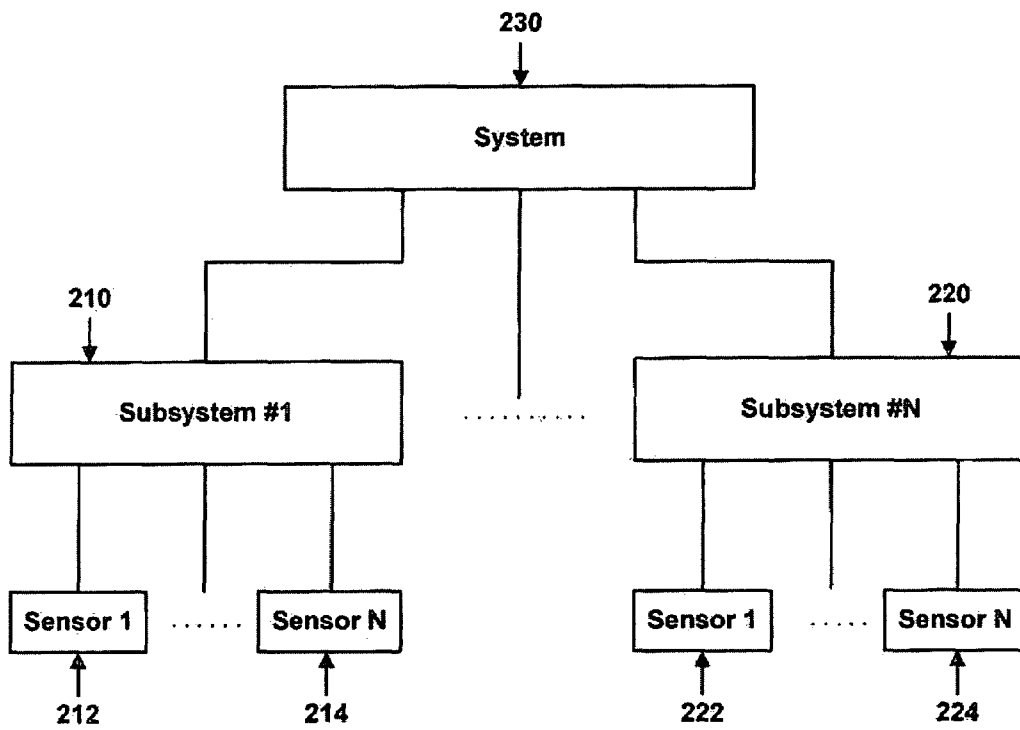 230
System
210
220
Subsystem #1
. . . . . . . . . . . . . .
Subsystem #N
Sensor 1
. . . . . .
Sensor N
Sensor 1
. . . . . .
Sensor N
212
214
222
224